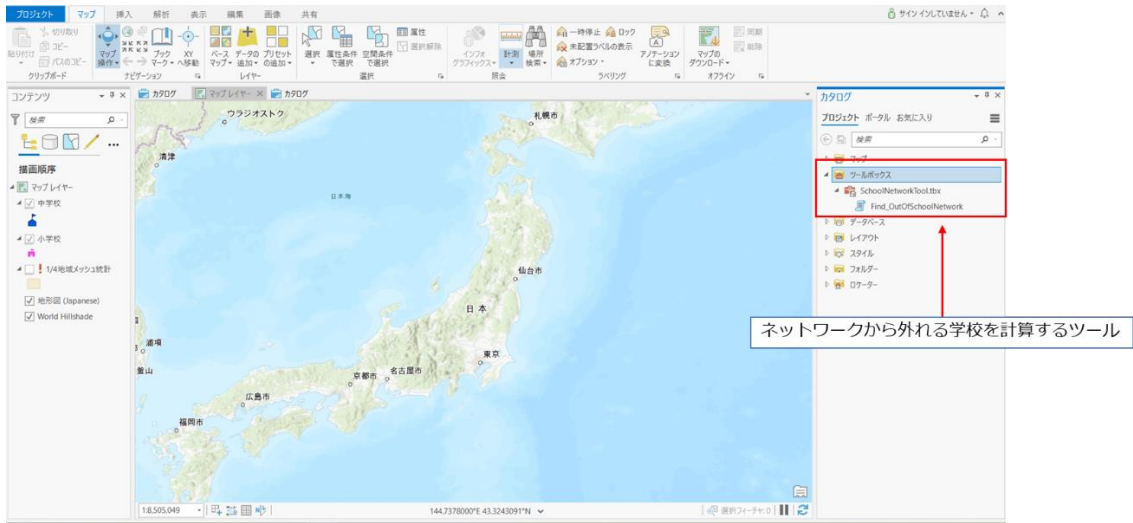 プロジェクト マップ 挿入 解析 表示 編集 画像 共有
サイン インしていません
貼り付け 切り取り コピー パスのコピー
マップ操作 ブックマーク XYへ移動
ベースマップ データの追加 プリセットの追加
選択 属性条件で選択 空間条件で選択 属性 選択解除
インフォグラフィックス 計測 場所検索
一時停止 ロック
未配置ラベルの表示
オプション
アノテーションに変換
マップのダウンロード 同期 削除
クリップボード ナビゲーション レイヤー 選択 照会 ラベリング オフライン
コンテンツ
検索
描画順序
マップ レイヤー
中学校
小学校
1/4地域メッシュ統計
地形図 (Japanese)
World Hillshade
カタログ マップ レイヤー カタログ
ウラジオストク
札幌市
清津
日本海
仙台市
日本
浦項
東京
釜山
京都市 名古屋市
広島市
福岡市
1:8,505,049
144.7378000°E 43.3243091°N
選択フィーチャ: 0
カタログ
プロジェクト ポータル お気に入り
検索
マップ
ツールボックス
SchoolNetworkTool.tbx
Find_OutOfSchoolNetwork
データベース
レイアウト
スタイル
フォルダー
ロケーター
ネットワークから外れる学校を計算するツール